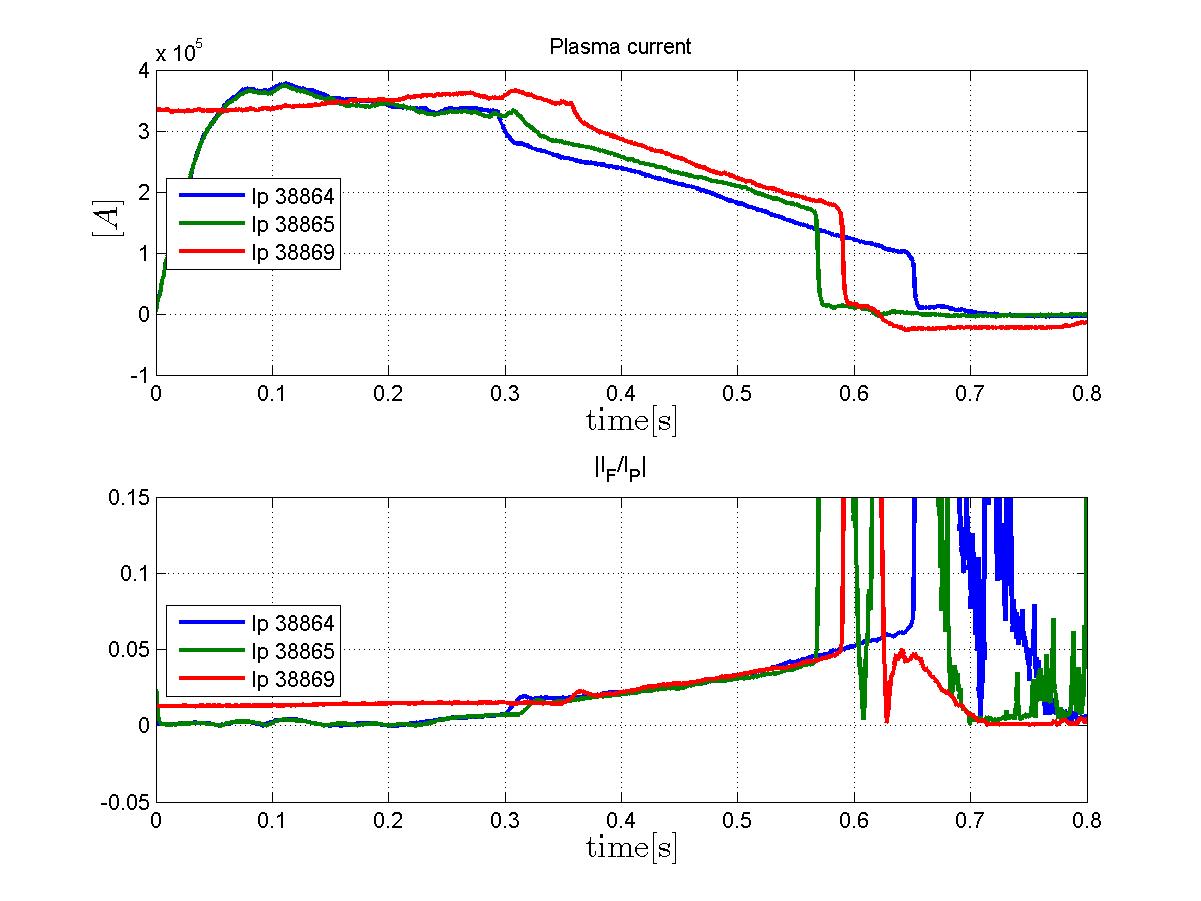 Plasma current
x 10^5
4
3
2
1
0
-1
[A]
Ip 38864
Ip 38865
Ip 38869
0 0.1 0.2 0.3 0.4 0.5 0.6 0.7 0.8
time[s]
|I_F/I_P|
0.15
0.1
0.05
0
-0.05
Ip 38864
Ip 38865
Ip 38869
0 0.1 0.2 0.3 0.4 0.5 0.6 0.7 0.8
time[s]